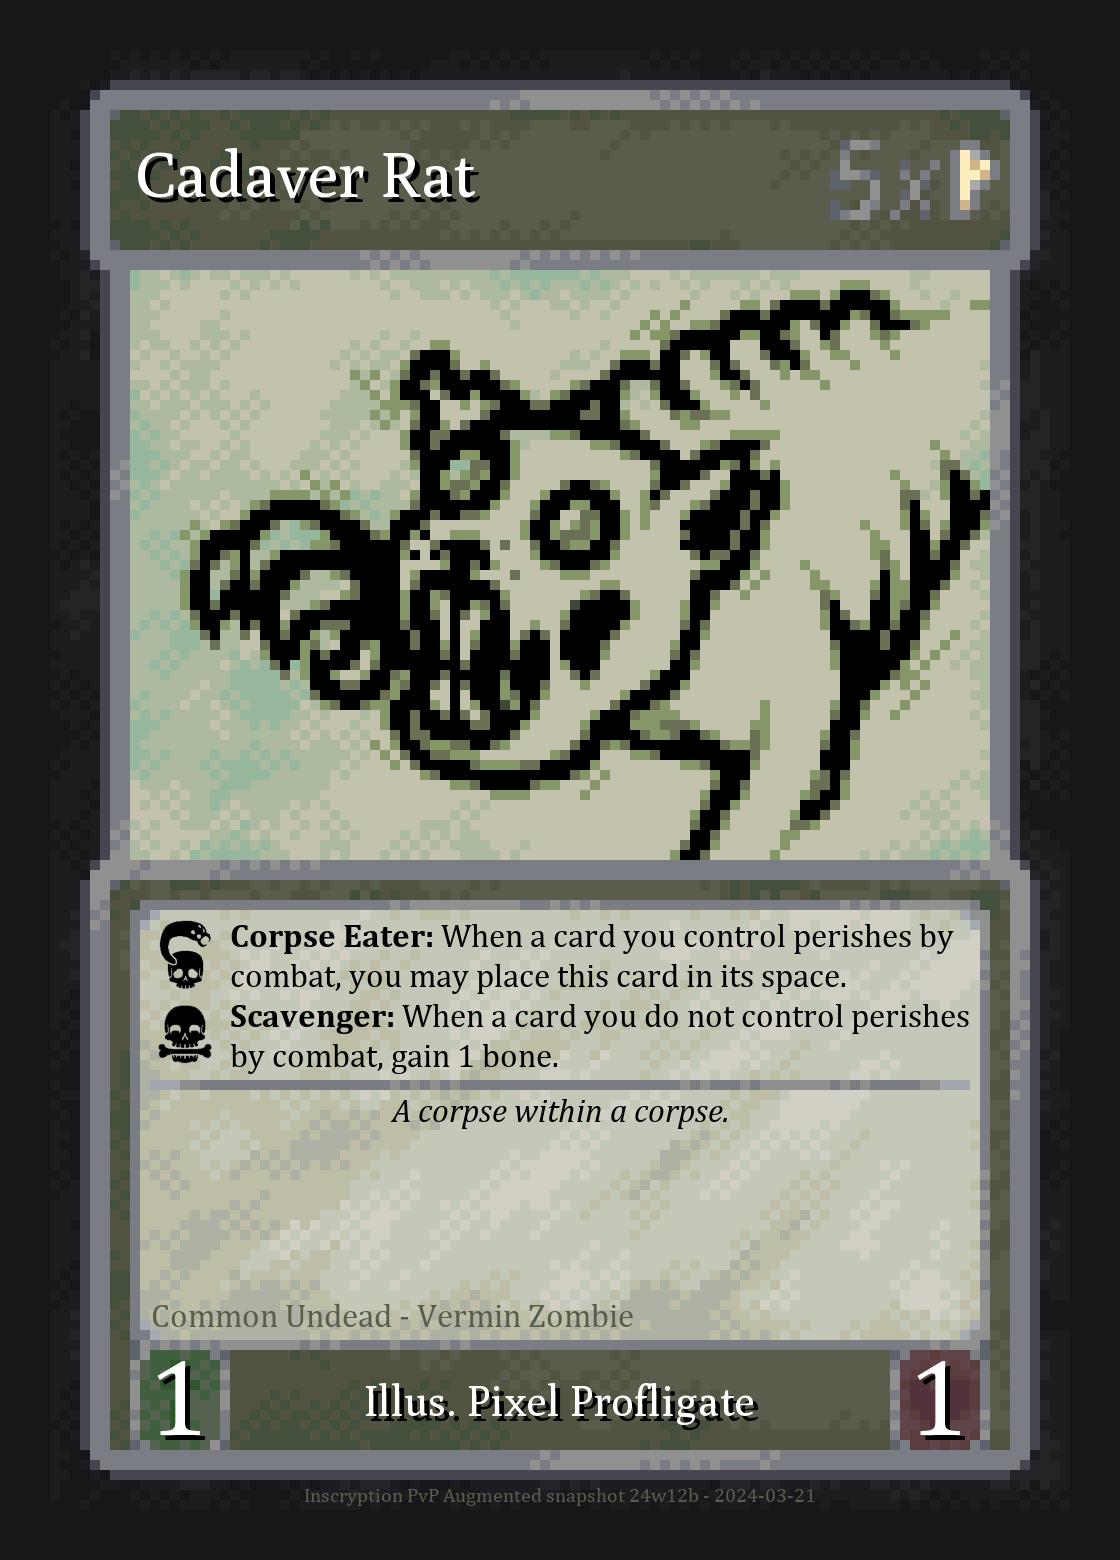 Cadaver Rat
5x
Corpse Eater: When a card you control perishes by
combat, you may place this card in its space.
Scavenger: When a card you do not control perishes
by combat, gain 1 bone.
A corpse within a corpse.
Common Undead - Vermin Zombie
1
Illus. Pixel Profligate
1
Inscryption PvP Augmented snapshot 24w12b - 2024-03-21